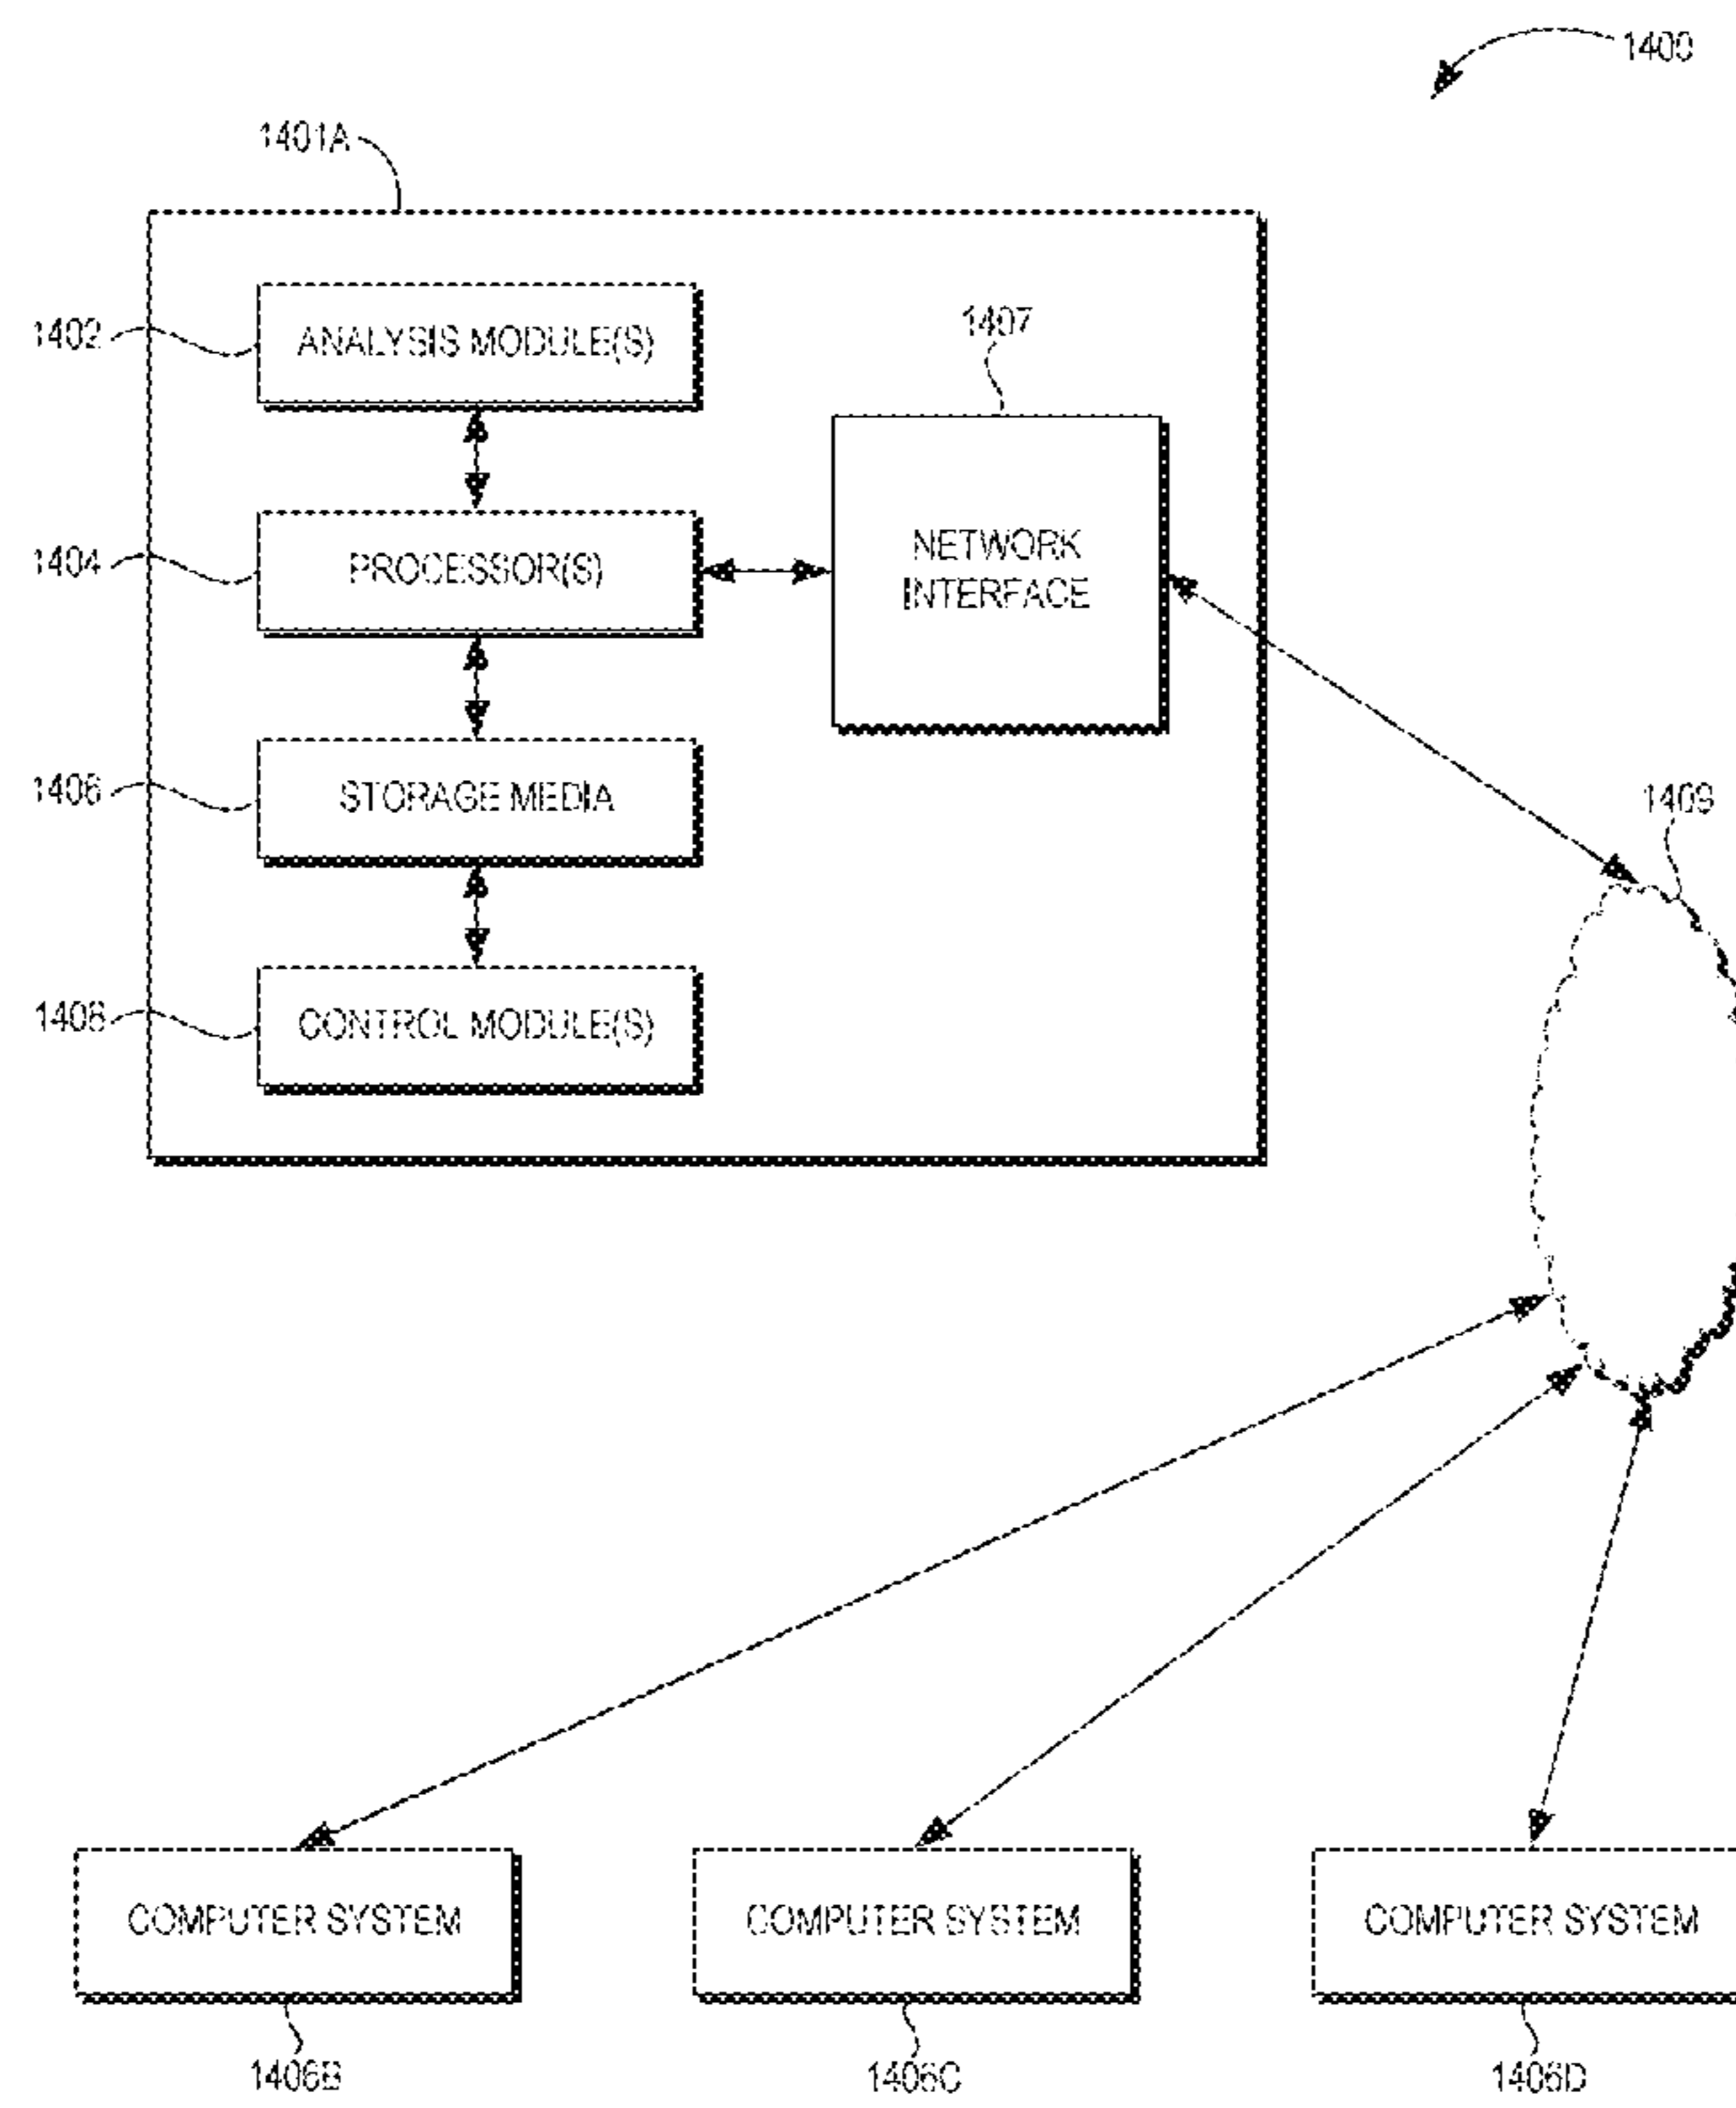 1400
1401A
1402
ANALYSIS MODULE(S)
1407
1404
PROCESSOR(S)
NETWORK
INTERFACE
1406
STORAGE MEDIA
1409
1408
CONTROL MODULE(S)
COMPUTER SYSTEM
COMPUTER SYSTEM
COMPUTER SYSTEM
1406B
1406C
1406D